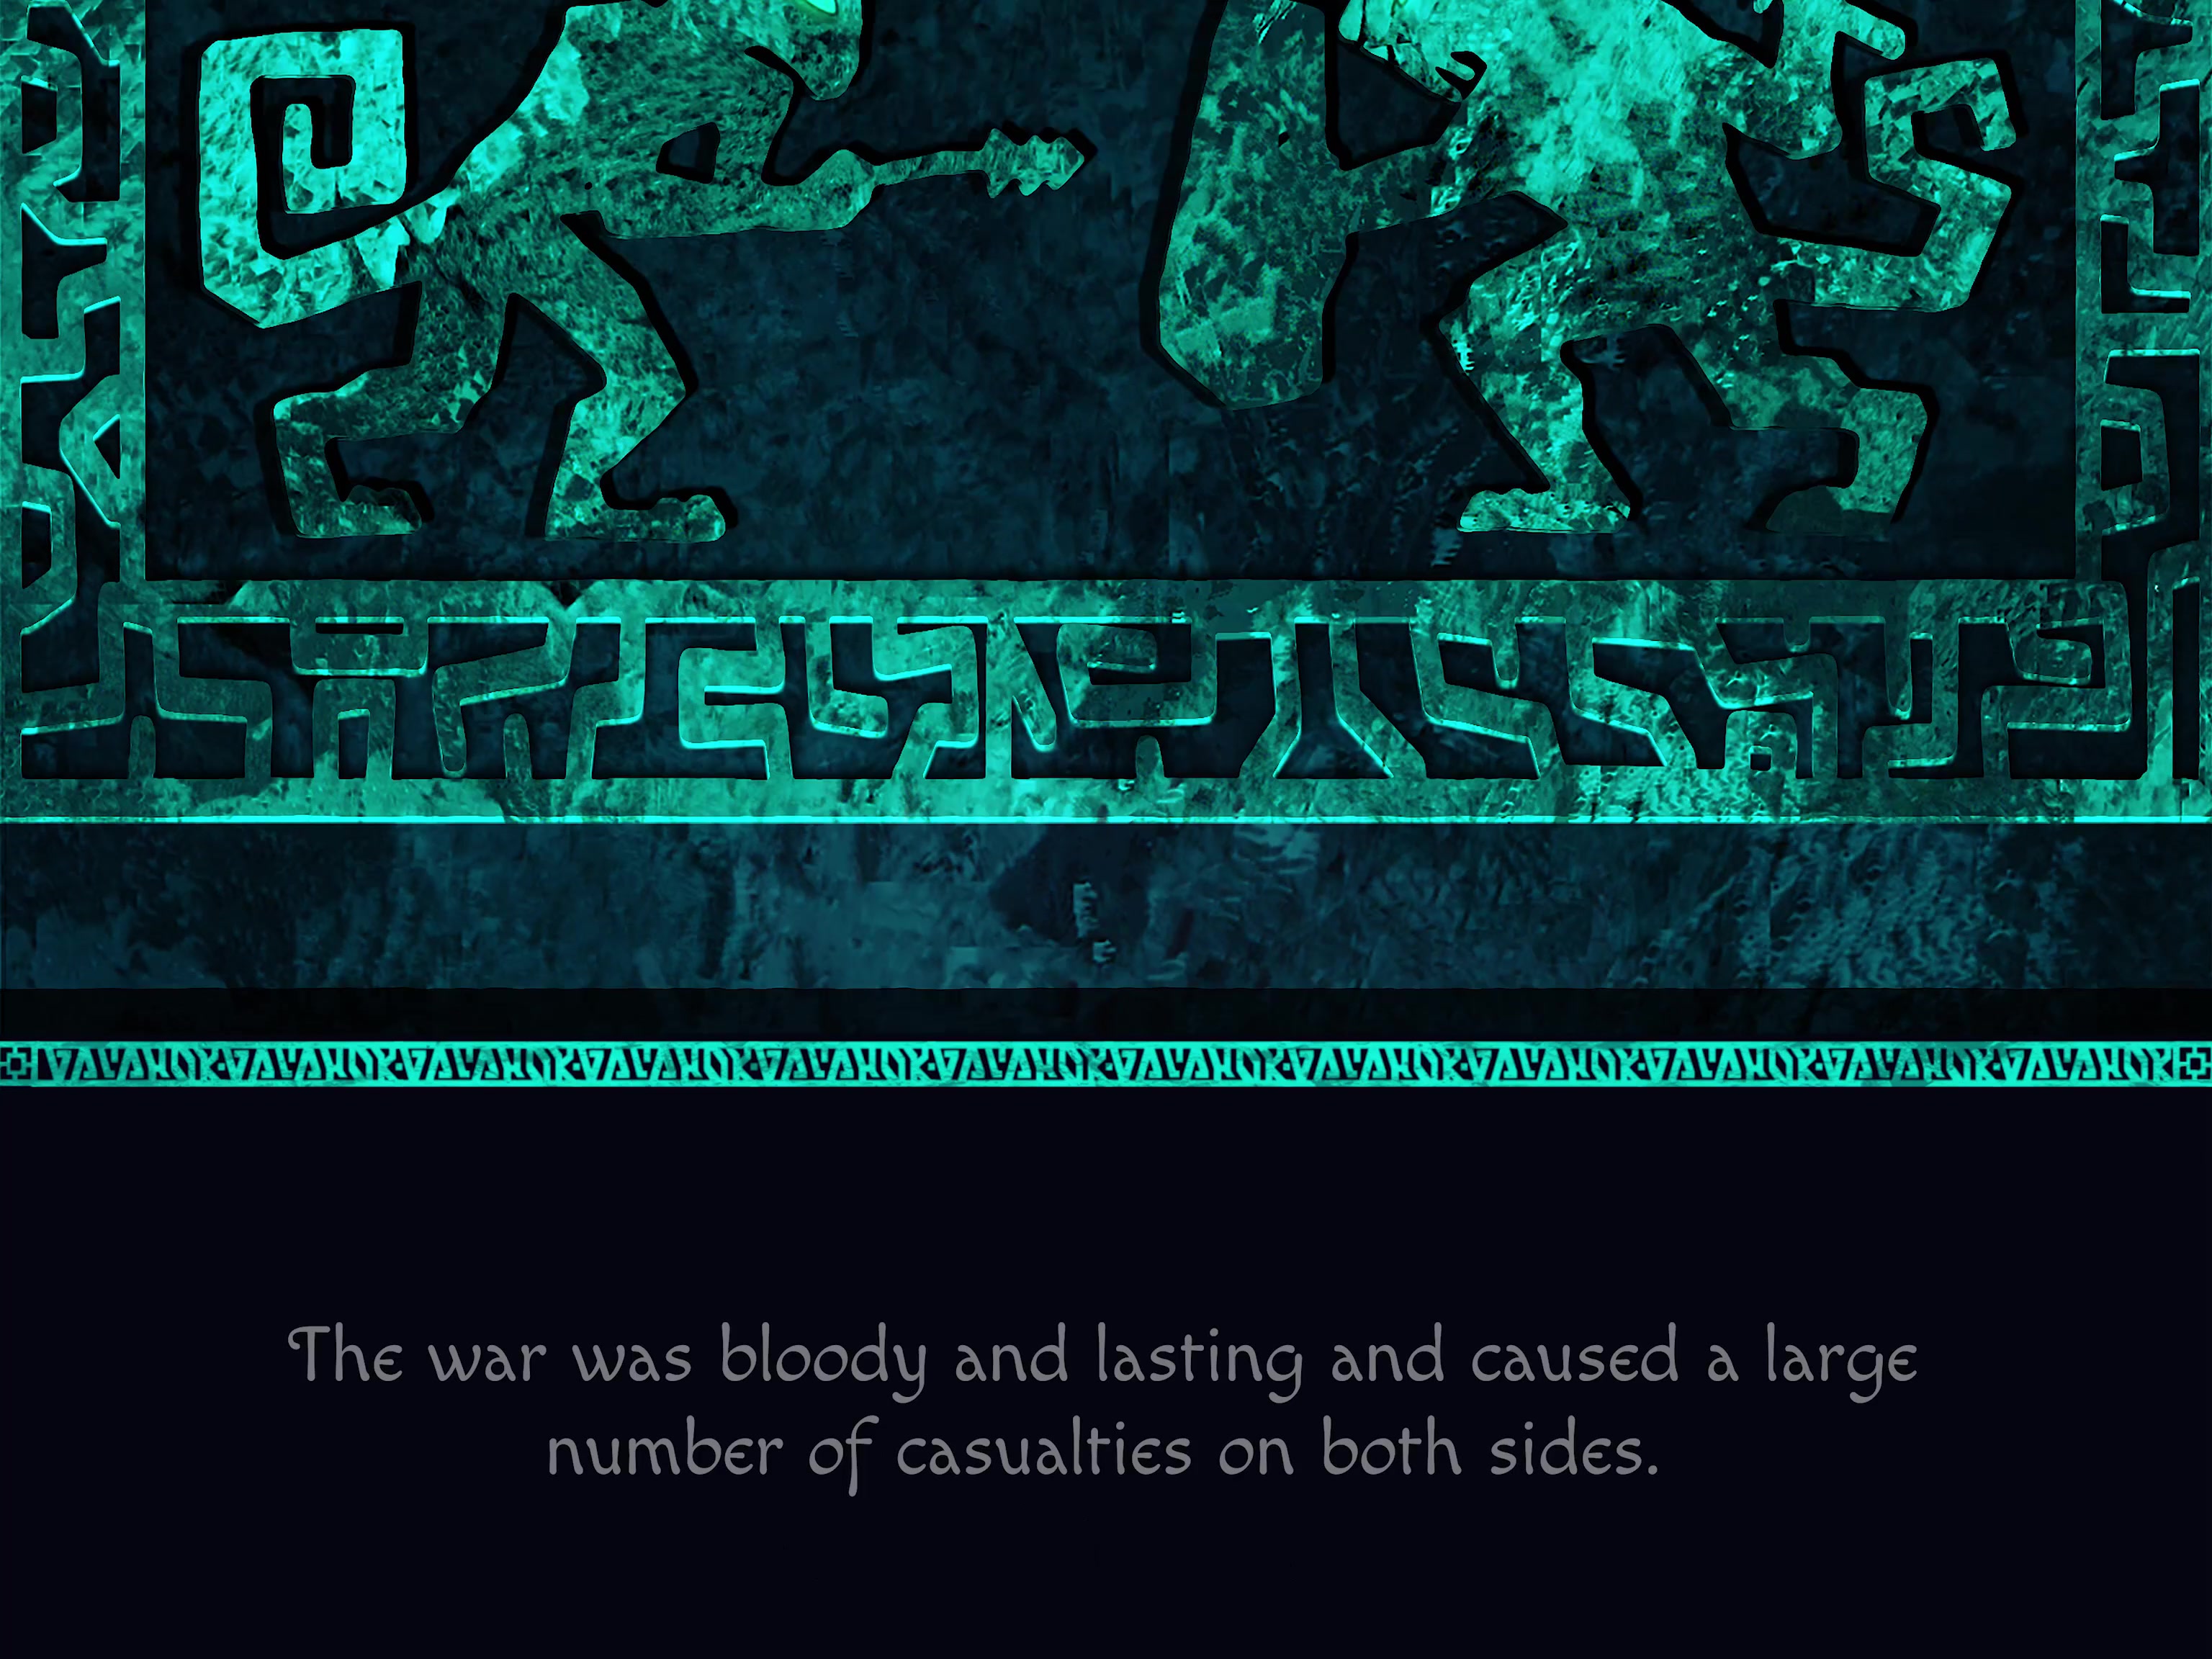 The war was bloody and lasting and caused a large
number of casualties on both sides.